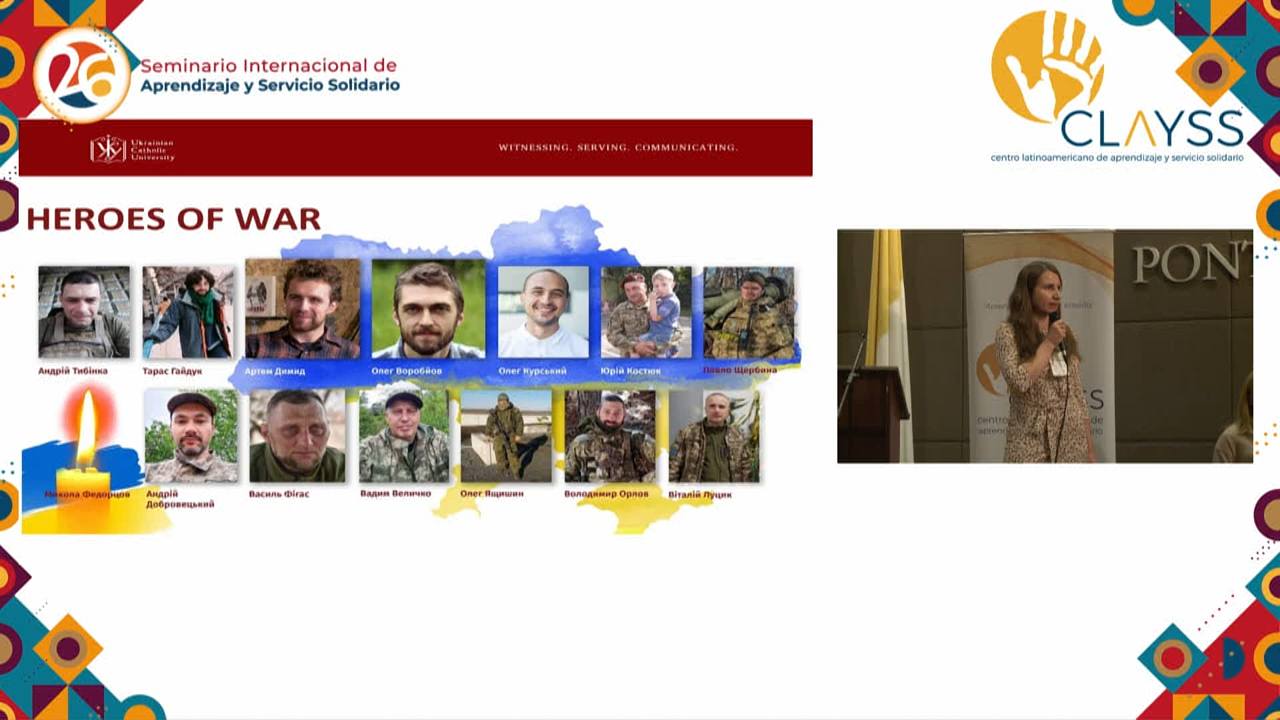 26
Seminario Internacional de
Aprendizaje y Servicio Solidario
CLAYSS
centro latinoamericano de aprendizaje y servicio solidario
Ukrainian
Catholic
University
WITNESSING. SERVING. COMMUNICATING.
HEROES OF WAR
Андрій Тибінка
Тарас Гайдук
Артем Димид
Олег Воробйов
Олег Курський
Юрій Костюк
Павло Щербина
Микола Федорцов
Андрій
Добровецький
Василь Фігас
Вадим Величко
Олег Ящишин
Володимир Орлов
Віталій Луцик
PONT